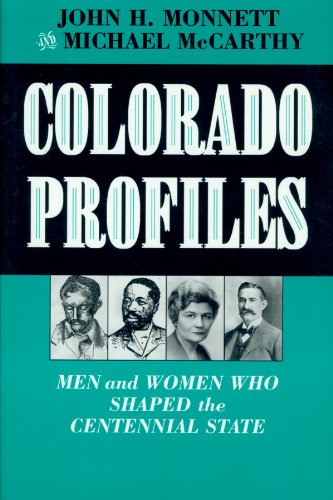 JOHN H. MONNETT
AND MICHAEL McCARTHY
COLORADO
PROFILES
MEN and WOMEN WHO
SHAPED the
CENTENNIAL STATE